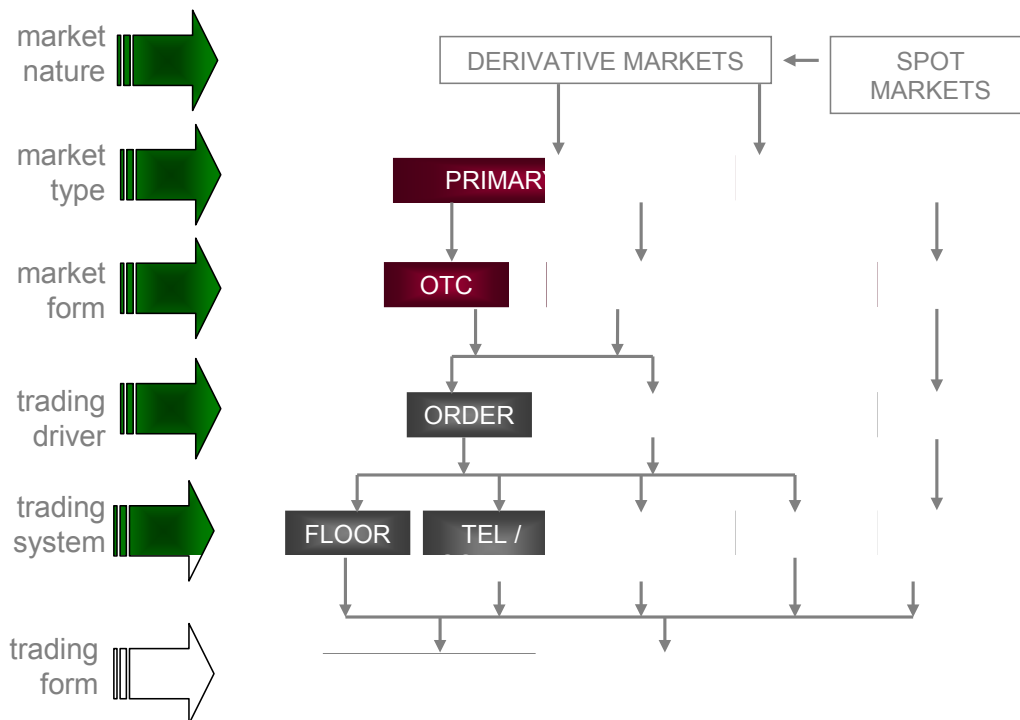 market
nature
DERIVATIVE MARKETS
SPOT
MARKETS
market
type
PRIMARY
market
form
OTC
trading
driver
ORDER
trading
system
FLOOR
TEL /
trading
form